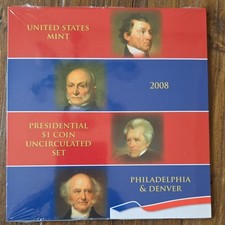 UNITED STATES
MINT
2008
PRESIDENTIAL
$1 COIN
UNCIRCULATED
SET
PHILADELPHIA
& DENVER